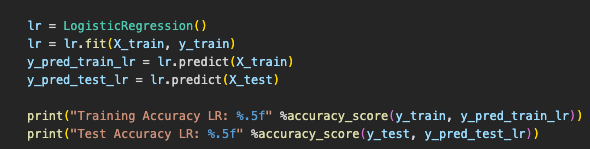 lr = LogisticRegression()
lr = lr.fit(X_train, y_train)
y_pred_train_lr = lr.predict(X_train)
y_pred_test_lr = lr.predict(X_test)
print("Training Accuracy LR: %.5f" %accuracy_score(y_train, y_pred_train_lr))
print("Test Accuracy LR: %.5f" %accuracy_score(y_test, y_pred_test_lr))